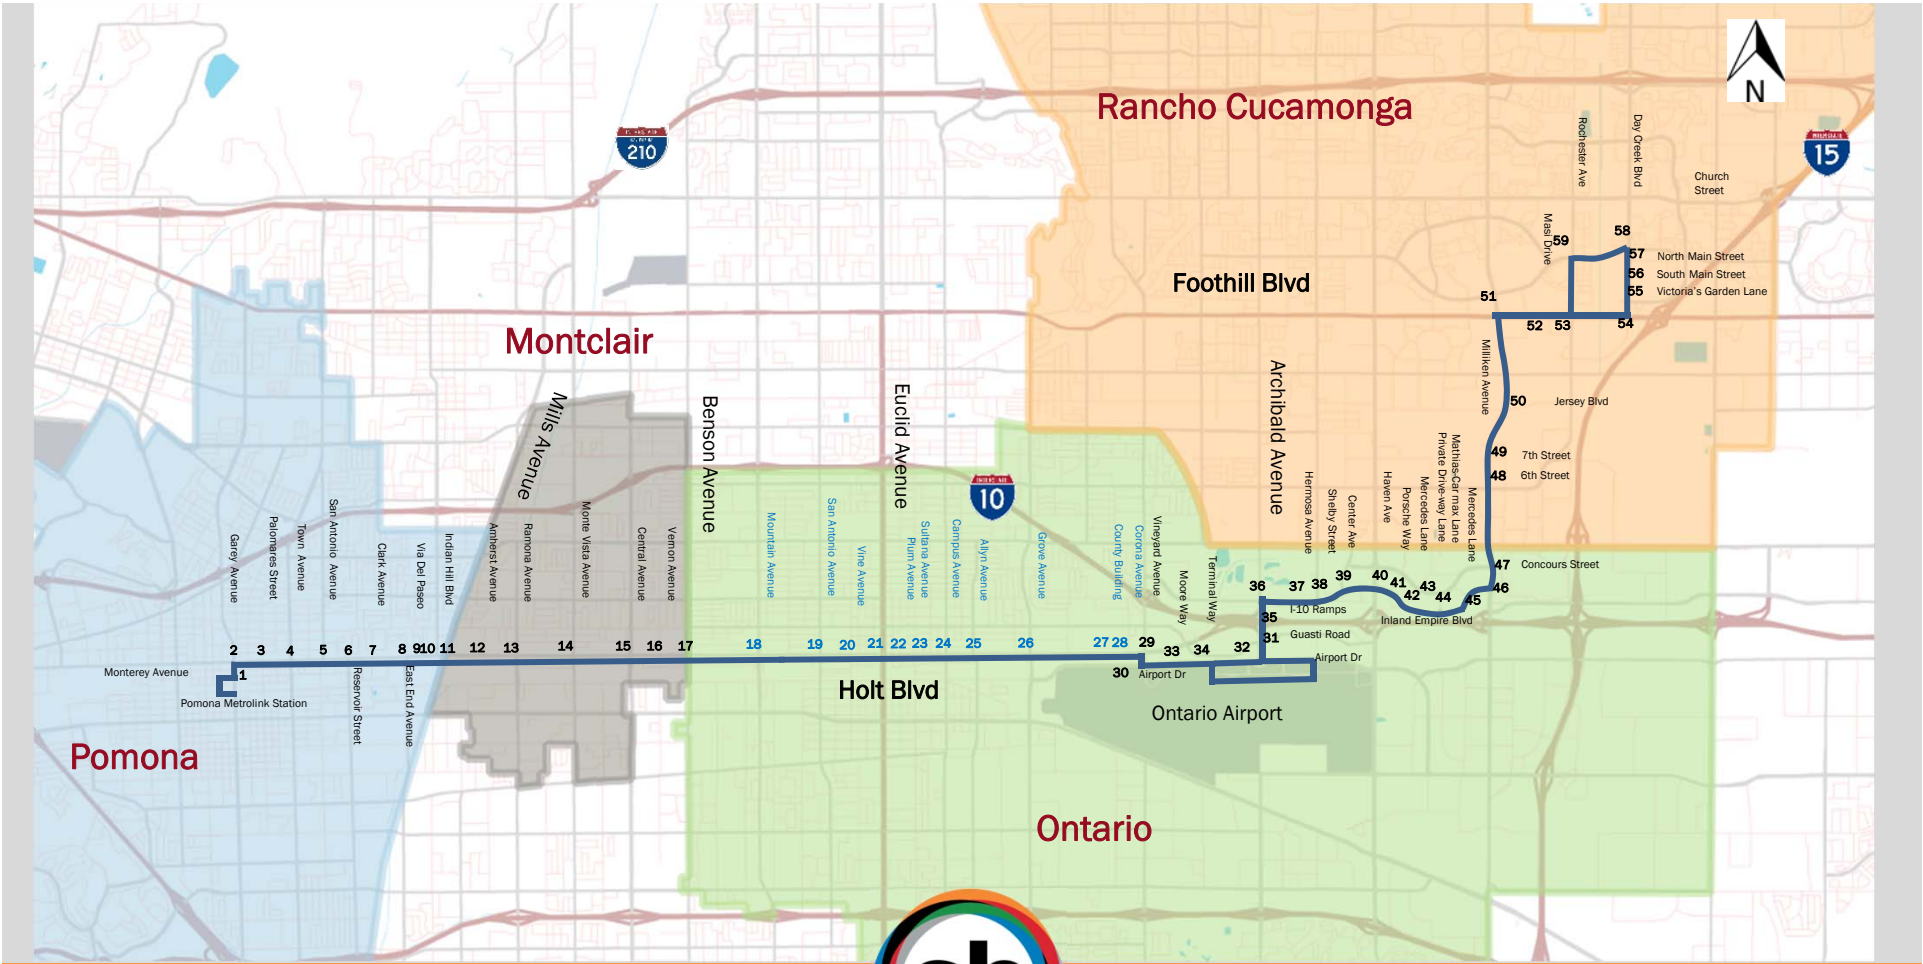 N
Rancho Cucamonga
210
15
Rochester Ave
Day Creek Blvd
Church
Street
Masi Drive
59
58
57
North Main Street
56
South Main Street
55
Victoria's Garden Lane
Foothill Blvd
51
52
53
54
Montclair
Milliken Avenue
50
Jersey Blvd
49
7th Street
48
6th Street
Mills Avenue
Benson Avenue
Euclid Avenue
Archibald Avenue
10
Garey Avenue
Palomares Street
Town Avenue
San Antonio Avenue
Clark Avenue
Via Del Paseo
Indian Hill Blvd
Amherst Avenue
Ramona Avenue
Monte Vista Avenue
Central Avenue
Vernon Avenue
Mountain Avenue
San Antonio Avenue
Vine Avenue
Plum Avenue
Sultana Avenue
Campus Avenue
Allyn Avenue
Grove Avenue
County Building
Corona Avenue
Vineyard Avenue
Moore Way
Terminal Way
Hermosa Avenue
Shelby Street
Center Ave
Haven Ave
Porsche Way
Mercedes Lane
Private Drive-way Lane
Mathias-Carmax Lane
Mercedes Lane
47
Concours Street
36
37
38
39
40
41
42
43
44
45
46
I-10 Ramps
Inland Empire Blvd
35
31
Guasti Road
2
3
4
5
6
7
8
9
10
11
12
13
14
15
16
17
18
19
20
21
22
23
24
25
26
27
28
29
33
34
32
Airport Dr
Monterey Avenue
1
Pomona Metrolink Station
Reservoir Street
East End Avenue
30
Airport Dr
Holt Blvd
Ontario Airport
Pomona
Ontario